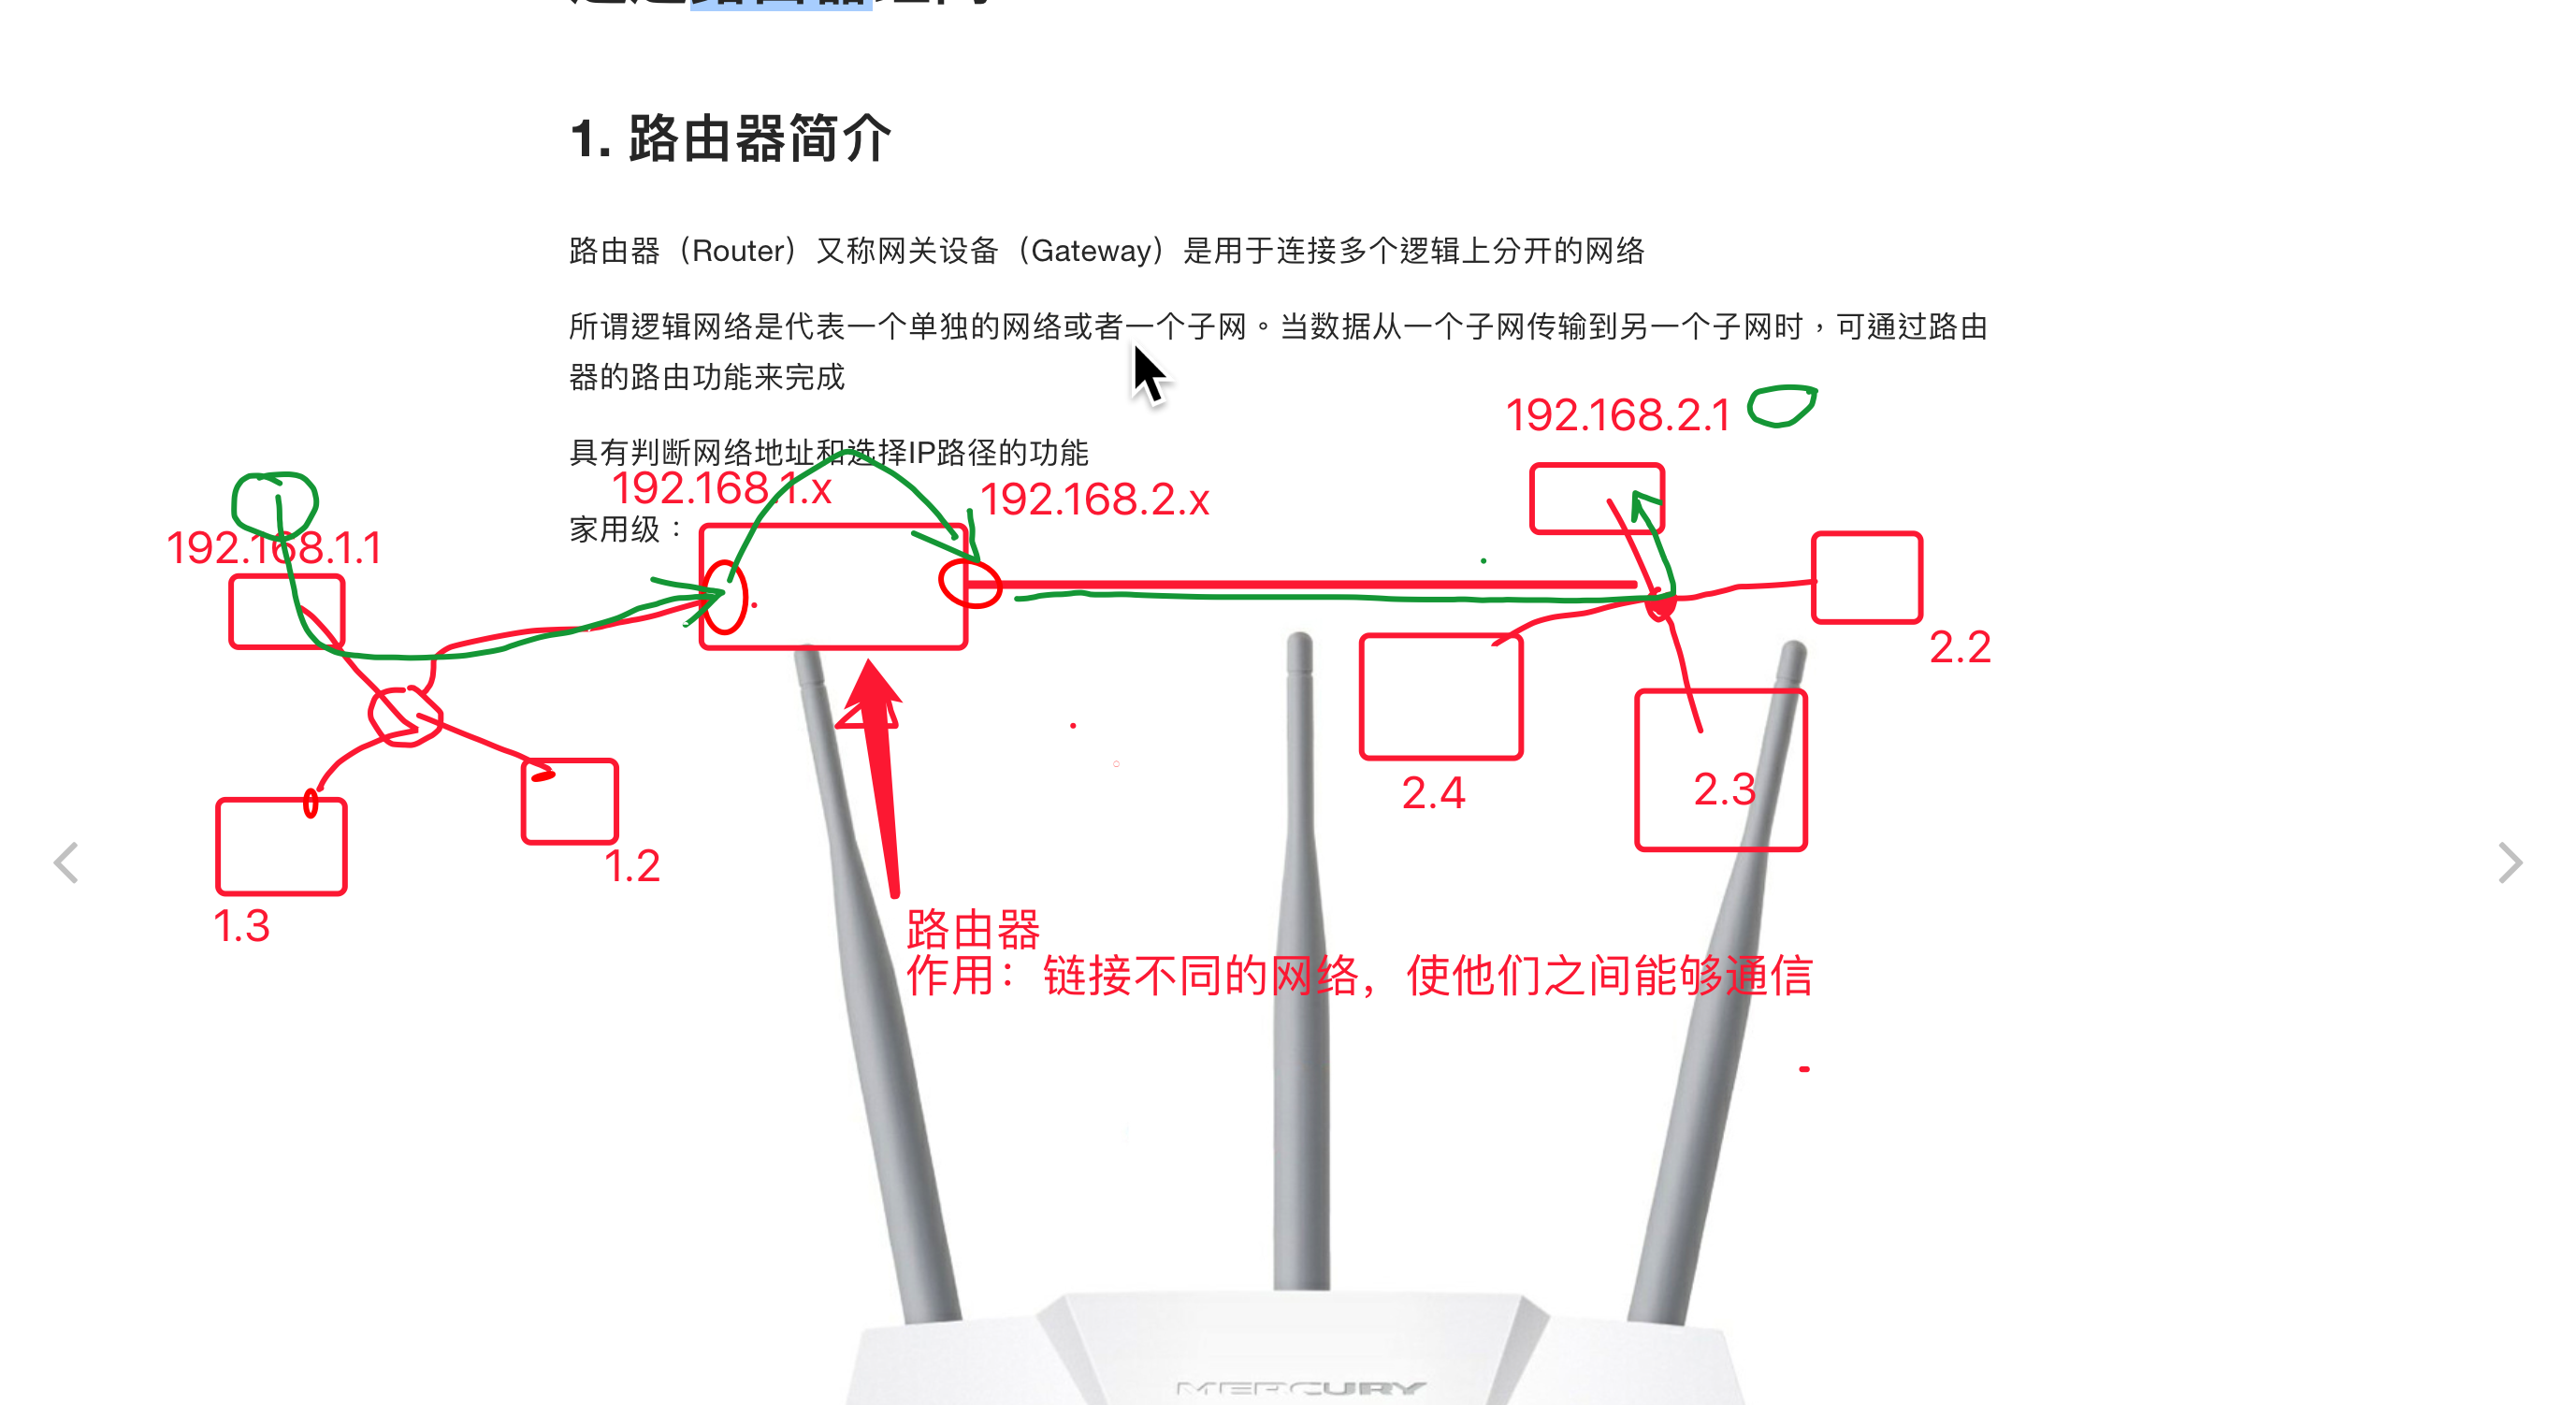 1. 路由器简介
路由器（Router）又称网关设备（Gateway）是用于连接多个逻辑上分开的网络
所谓逻辑网络是代表一个单独的网络或者一个子网。当数据从一个子网传输到另一个子网时，可通过路由
器的路由功能来完成
192.168.2.1
具有判断网络地址和选择IP路径的功能
192.168.1.x
192.168.2.x
家用级：
192.168.1.1
2.2
2.4
2.3
1.2
1.3
路由器
作用：链接不同的网络，使他们之间能够通信
MERCURY